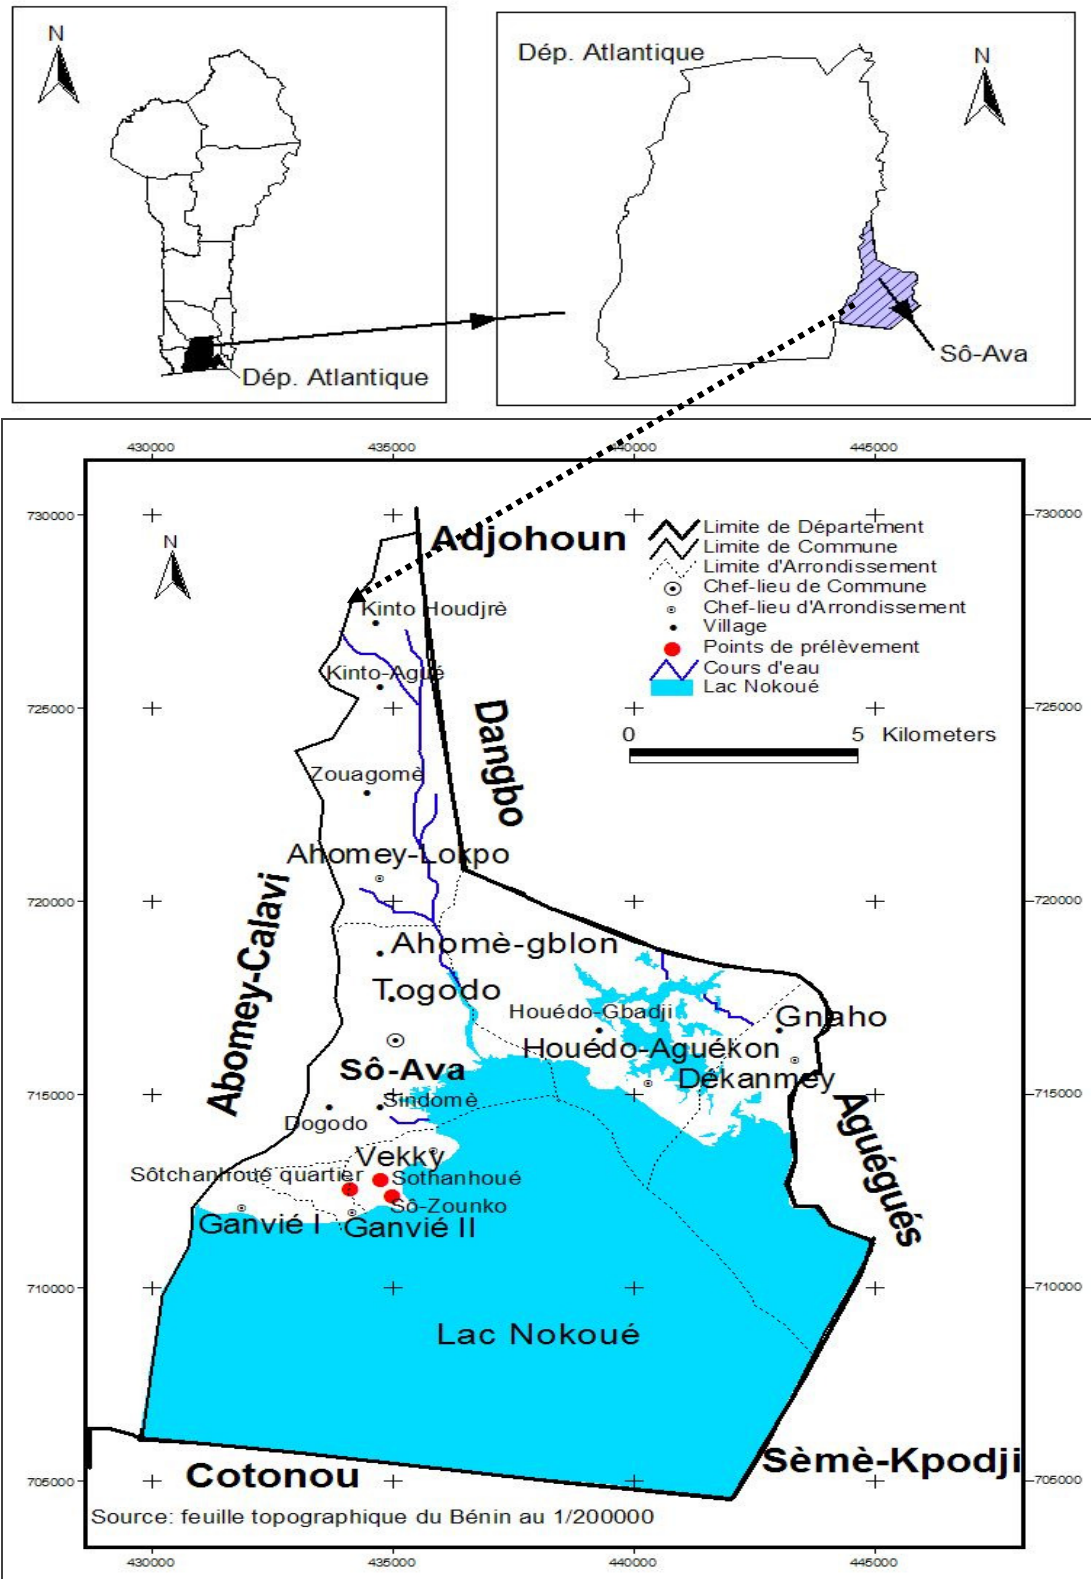 N
Dép. Atlantique
Dép. Atlantique
N
Sô-Ava
430000 435000 440000 445000
730000 730000
N
Adjohoun
Limite de Département
Limite de Commune
Limite d'Arrondissement
Chef-lieu de Commune
Chef-lieu d'Arrondissement
Village
Points de prélèvement
Cours d'eau
Lac Nokoué
Kinto Houdjrè
Kinto-Agué
725000 725000
Dangbo
0 5 Kilometers
Zouagomè
Ahomey-Lokpo
720000 720000
Abomey-Calavi
Ahomè-gblon
Togodo
Houédo-Gbadji
Gnaho
Houédo-Aguékon
Sô-Ava
Dékanmey
715000 715000
Sindomè
Dogodo
Aguégués
Vekky
Sôtchanhoué quartier
Sothanhoué
Sô-Zounko
Ganvié I
Ganvié II
710000 710000
Lac Nokoué
Cotonou
Sèmè-Kpodji
705000 705000
Source: feuille topographique du Bénin au 1/200000
430000 435000 440000 445000